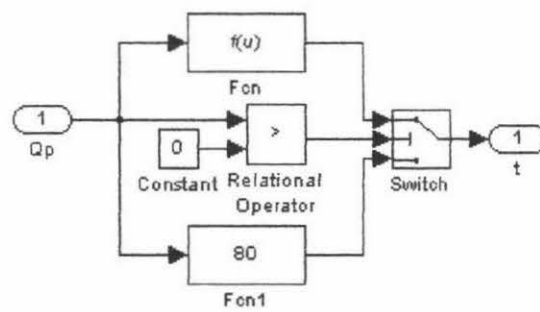 f(u)
Fcn
1
Qp
>
0
Constant
Relational
Operator
Switch
1
t
80
Fcn1